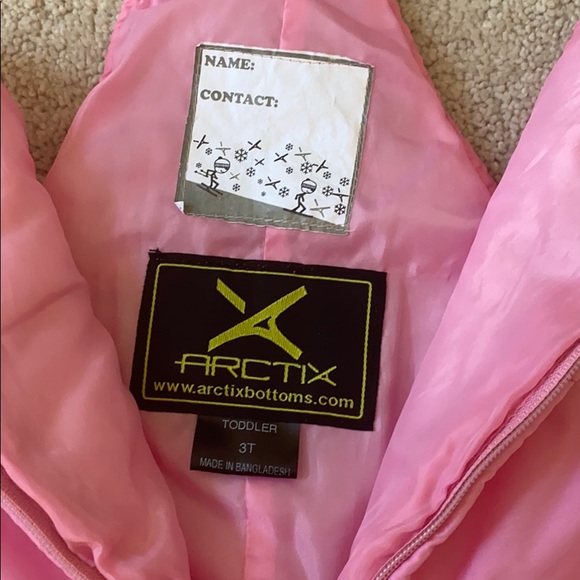 NAME:
CONTACT:
ARCTIX
www.arctixbottoms.com
TODDLER
3T
MADE IN BANGLADESH